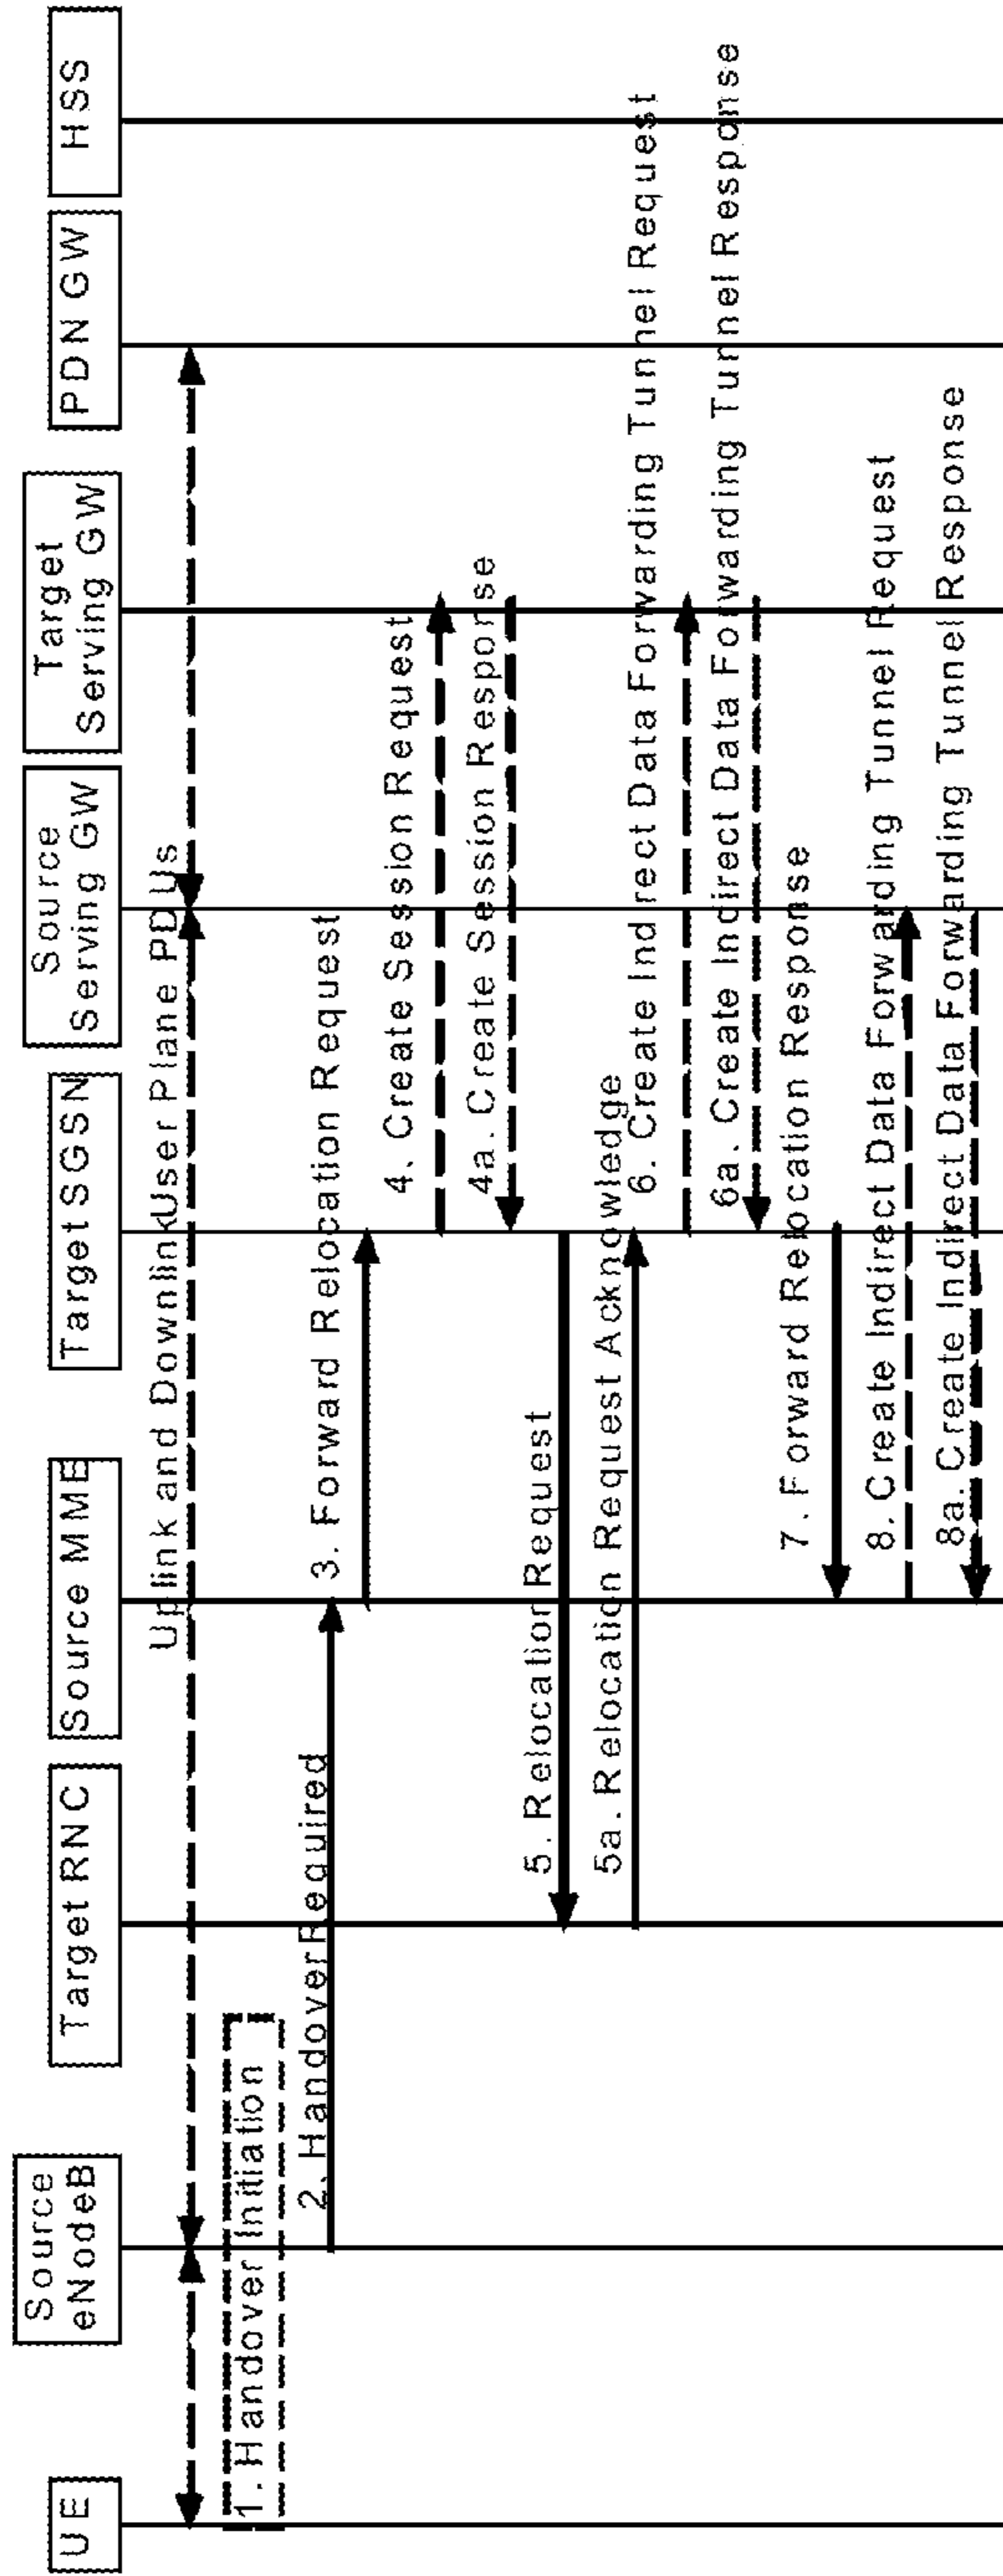 UE
Source
eNodeB
Target RNC
Source MME
Target SGSN
Source
Serving GW
Target
Serving GW
PDN GW
HSS
Uplink and Downlink User Plane PDUs
1. Handover Initiation
2. Handover Required
3. Forward Relocation Request
4. Create Session Request
4a. Create Session Response
5. Relocation Request
5a. Relocation Request Acknowledge
6. Create Indirect Data Forwarding Tunnel Request
6a. Create Indirect Data Forwarding Tunnel Response
7. Forward Relocation Response
8. Create Indirect Data Forwarding Tunnel Request
8a. Create Indirect Data Forwarding Tunnel Response